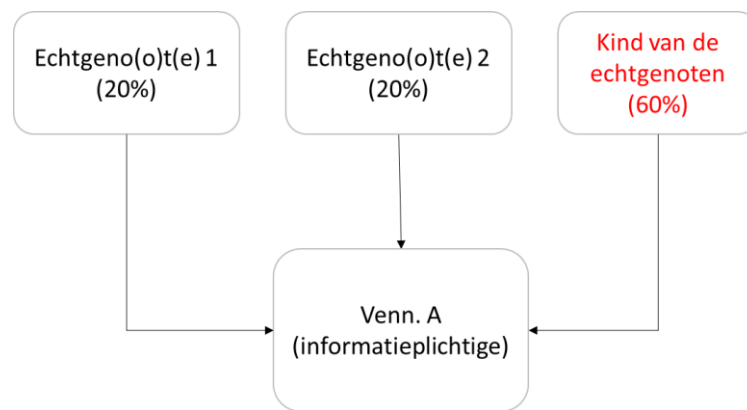 Echtgeno(o)t(e) 1
(20%)
Echtgeno(o)t(e) 2
(20%)
Kind van de
echtgenoten
(60%)
Venn. A
(informatieplichtige)